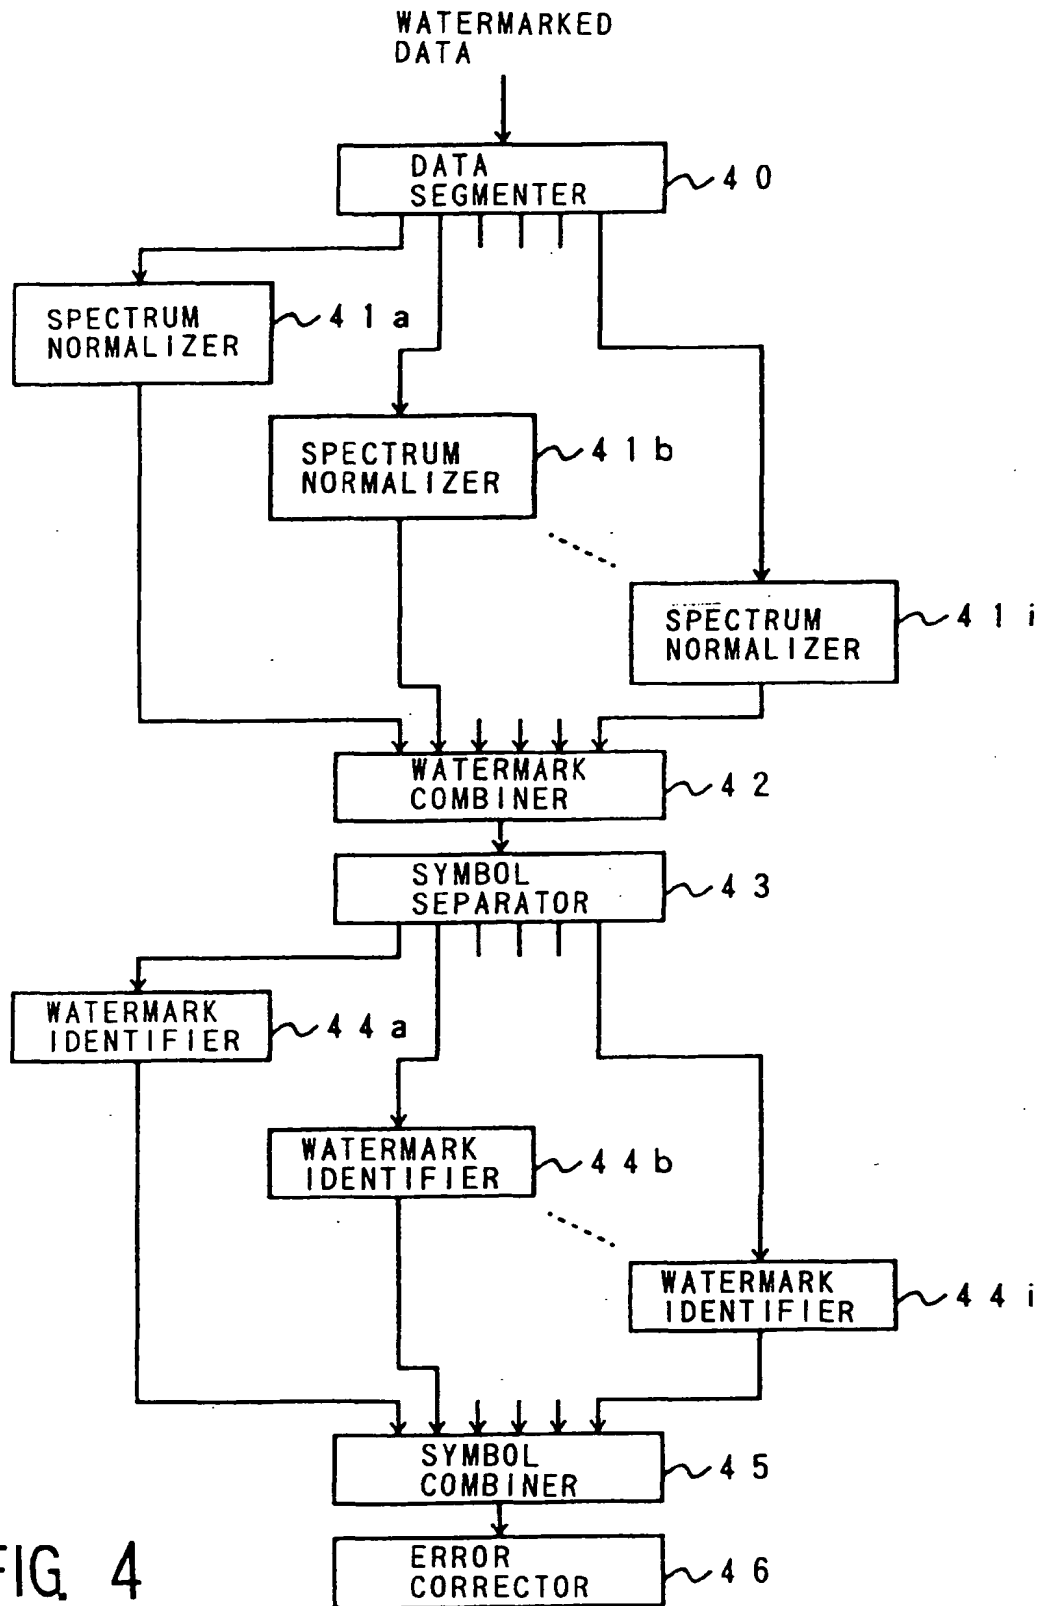 WATERMARKED
DATA
DATA
SEGMENTER
40
SPECTRUM
NORMALIZER
41a
SPECTRUM
NORMALIZER
41b
SPECTRUM
NORMALIZER
41i
WATERMARK
COMBINER
42
SYMBOL
SEPARATOR
43
WATERMARK
IDENTIFIER
44a
WATERMARK
IDENTIFIER
44b
WATERMARK
IDENTIFIER
44i
SYMBOL
COMBINER
45
ERROR
CORRECTOR
46
FIG. 4